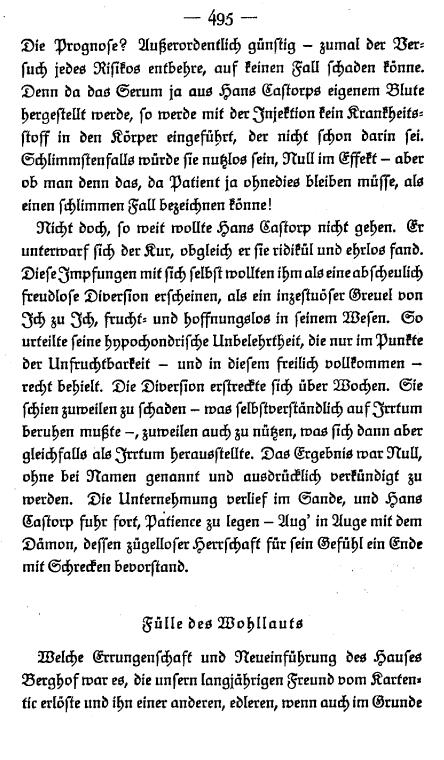 — 495 —
Die Prognose? Außerordentlich günstig – zumal der Ver-
such jedes Risikos entbehre, auf keinen Fall schaden könne.
Denn da das Serum ja aus Hans Castorps eigenem Blute
hergestellt werde, so werde mit der Injektion kein Krankheits-
stoff in den Körper eingeführt, der nicht schon darin sei.
Schlimmstenfalls würde sie nutzlos sein, Null im Effekt – aber
ob man denn das, da Patient ja ohnedies bleiben müsse, als
einen schlimmen Fall bezeichnen könne!
Nicht doch, so weit wollte Hans Castorp nicht gehen. Er
unterwarf sich der Kur, obgleich er sie ridikül und ehrlos fand.
Diese Impfungen mit sich selbst wollten ihm als eine abscheulich
freudlose Diversion erscheinen, als ein inzestuöser Greuel von
Ich zu Ich, frucht- und hoffnungslos in seinem Wesen. So
urteilte seine hypochondrische Unbelehrtheit, die nur im Punkte
der Unfruchtbarkeit – und in diesem freilich vollkommen –
recht behielt. Die Diversion erstreckte sich über Wochen. Sie
schien zuweilen zu schaden – was selbstverständlich auf Irrtum
beruhen mußte –, zuweilen auch zu nützen, was sich dann aber
gleichfalls als Irrtum herausstellte. Das Ergebnis war Null,
ohne bei Namen genannt und ausdrücklich verkündigt zu
werden. Die Unternehmung verlief im Sande, und Hans
Castorp fuhr fort, Patience zu legen – Aug' in Auge mit dem
Dämon, dessen zügelloser Herrschaft für sein Gefühl ein Ende
mit Schrecken bevorstand.
Fülle des Wohllauts
Welche Errungenschaft und Neueinführung des Hauses
Berghof war es, die unsern langjährigen Freund vom Karten-
tic erlöste und ihn einer anderen, edleren, wenn auch im Grunde